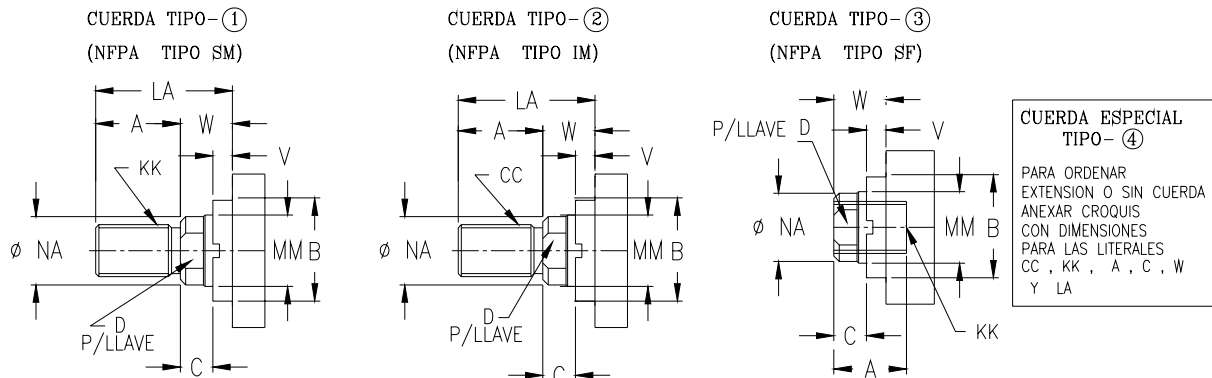 CUERDA TIPO-①
(NFPA TIPO SM)
LA
A
W
V
KK
ø NA
MM B
D
P/LLAVE
C
CUERDA TIPO-②
(NFPA TIPO IM)
LA
A
W
V
CC
ø NA
MM B
D
P/LLAVE
C
CUERDA TIPO-③
(NFPA TIPO SF)
W
P/LLAVE D
V
ø NA
MM B
C
KK
A
CUERDA ESPECIAL
TIPO- ④
PARA ORDENAR
EXTENSION O SIN CUERDA
ANEXAR CROQUIS
CON DIMENSIONES
PARA LAS LITERALES
CC , KK , A , C , W
Y LA